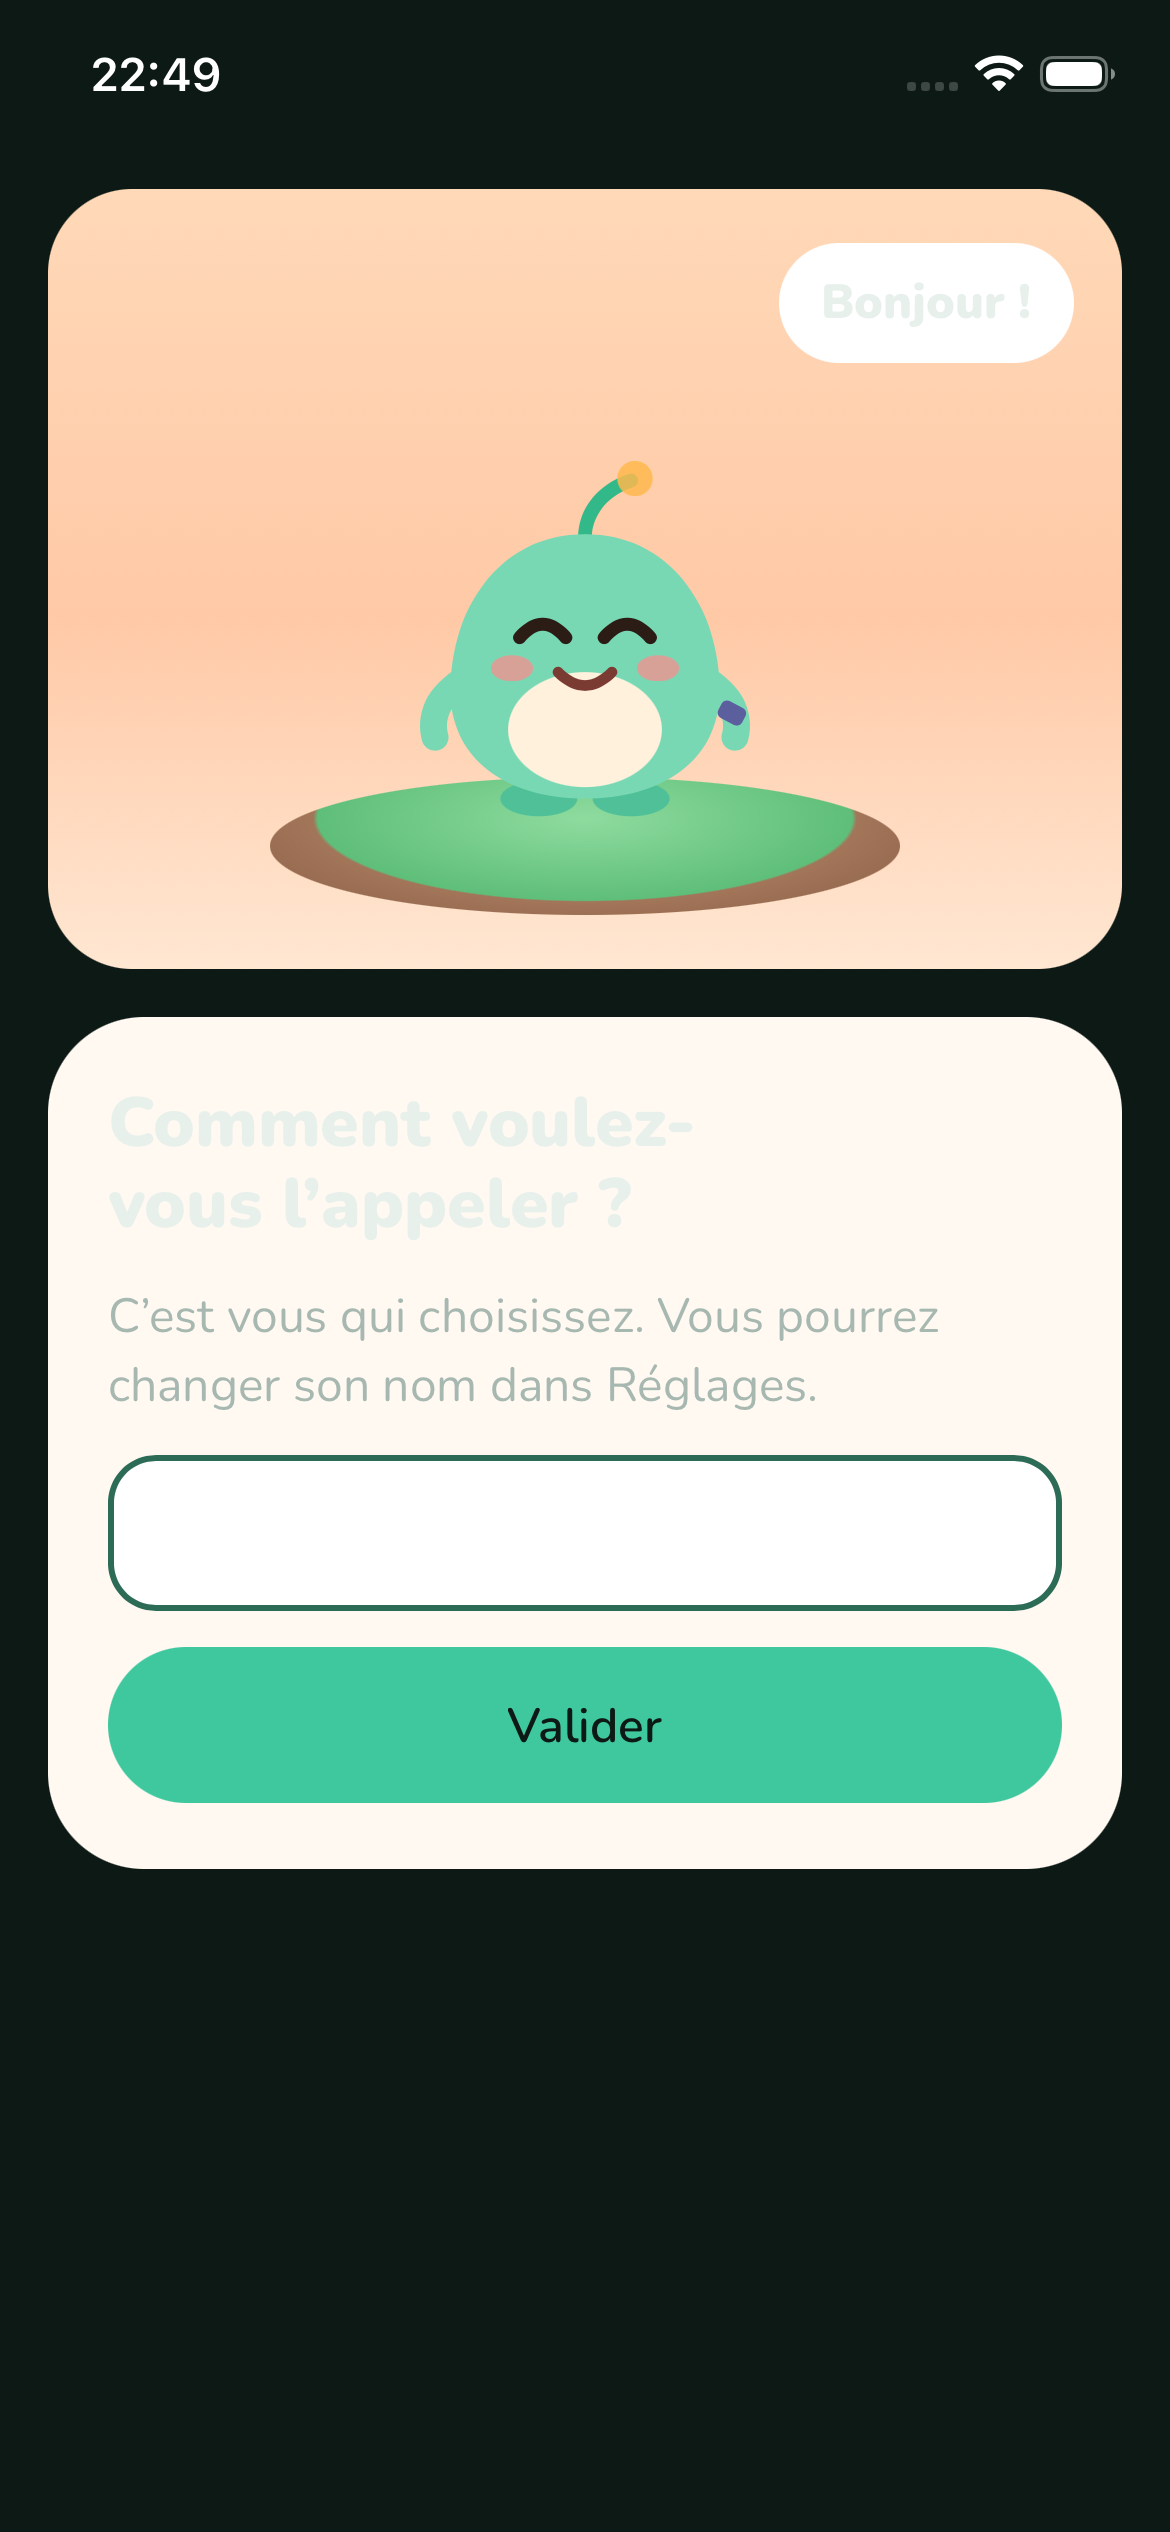 22:49
Bonjour !
Comment voulez-
vous l’appeler ?
C’est vous qui choisissez. Vous pourrez
changer son nom dans Réglages.
Valider